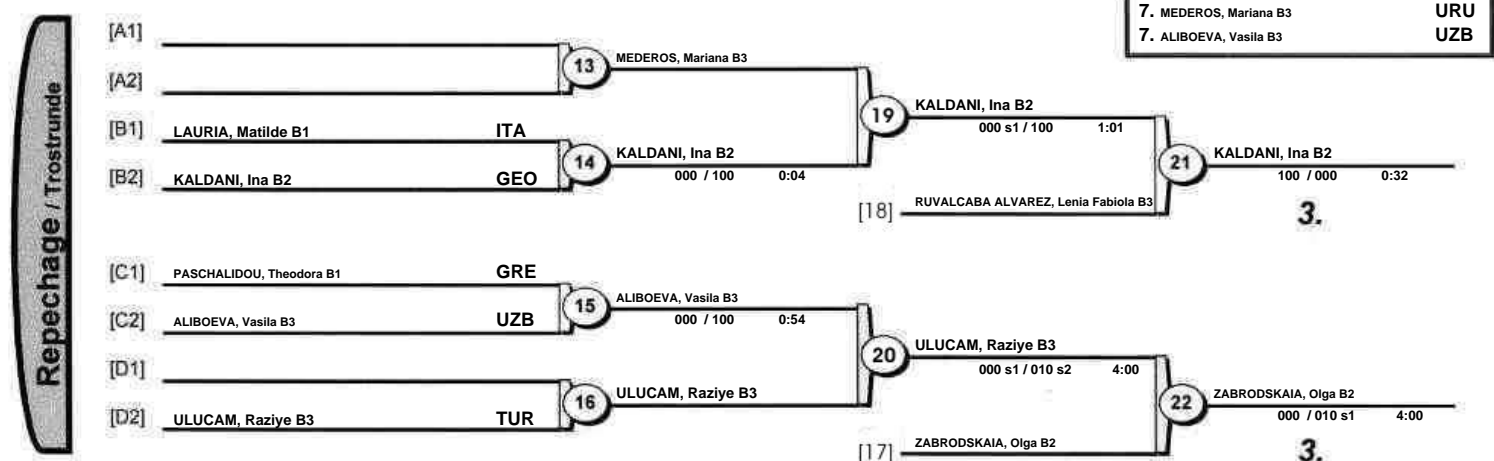 7. MEDEROS, Mariana B3 URU
7. ALIBOEVA, Vasila B3 UZB
Repechage / Trostrunde
[A1]
13 MEDEROS, Mariana B3
[A2]
19 KALDANI, Ina B2
000 s1 / 100 1:01
[B1] LAURIA, Matilde B1 ITA
14 KALDANI, Ina B2
000 / 100 0:04
[B2] KALDANI, Ina B2 GEO
21 KALDANI, Ina B2
100 / 000 0:32
[18] RUVALCABA ALVAREZ, Lenia Fabiola B3
3.
[C1] PASCHALIDOU, Theodora B1 GRE
15 ALIBOEVA, Vasila B3
000 / 100 0:54
[C2] ALIBOEVA, Vasila B3 UZB
20 ULUCAM, Raziye B3
000 s1 / 010 s2 4:00
[D1]
16 ULUCAM, Raziye B3
[D2] ULUCAM, Raziye B3 TUR
22 ZABRODSKAIA, Olga B2
000 / 010 s1 4:00
[17] ZABRODSKAIA, Olga B2
3.